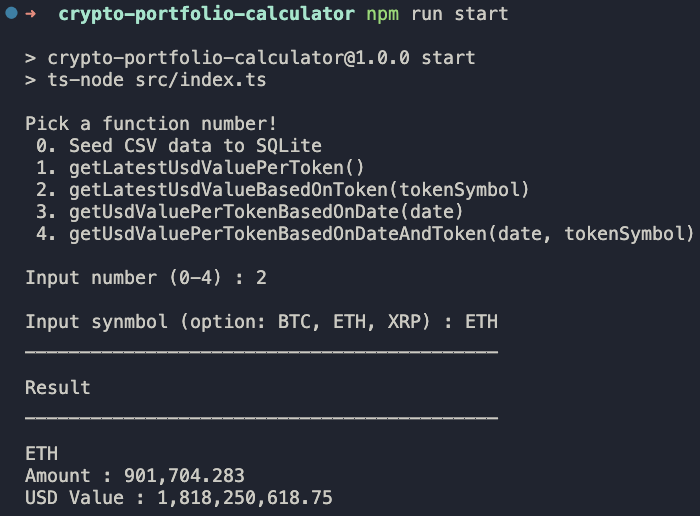 → crypto-portfolio-calculator npm run start
> crypto-portfolio-calculator@1.0.0 start
> ts-node src/index.ts
Pick a function number!
0. Seed CSV data to SQLite
1. getLatestUsdValuePerToken()
2. getLatestUsdValueBasedOnToken(tokenSymbol)
3. getUsdValuePerTokenBasedOnDate(date)
4. getUsdValuePerTokenBasedOnDateAndToken(date, tokenSymbol)
Input number (0-4) : 2
Input synmbol (option: BTC, ETH, XRP) : ETH
___________________________________________
Result
___________________________________________
ETH
Amount : 901,704.283
USD Value : 1,818,250,618.75